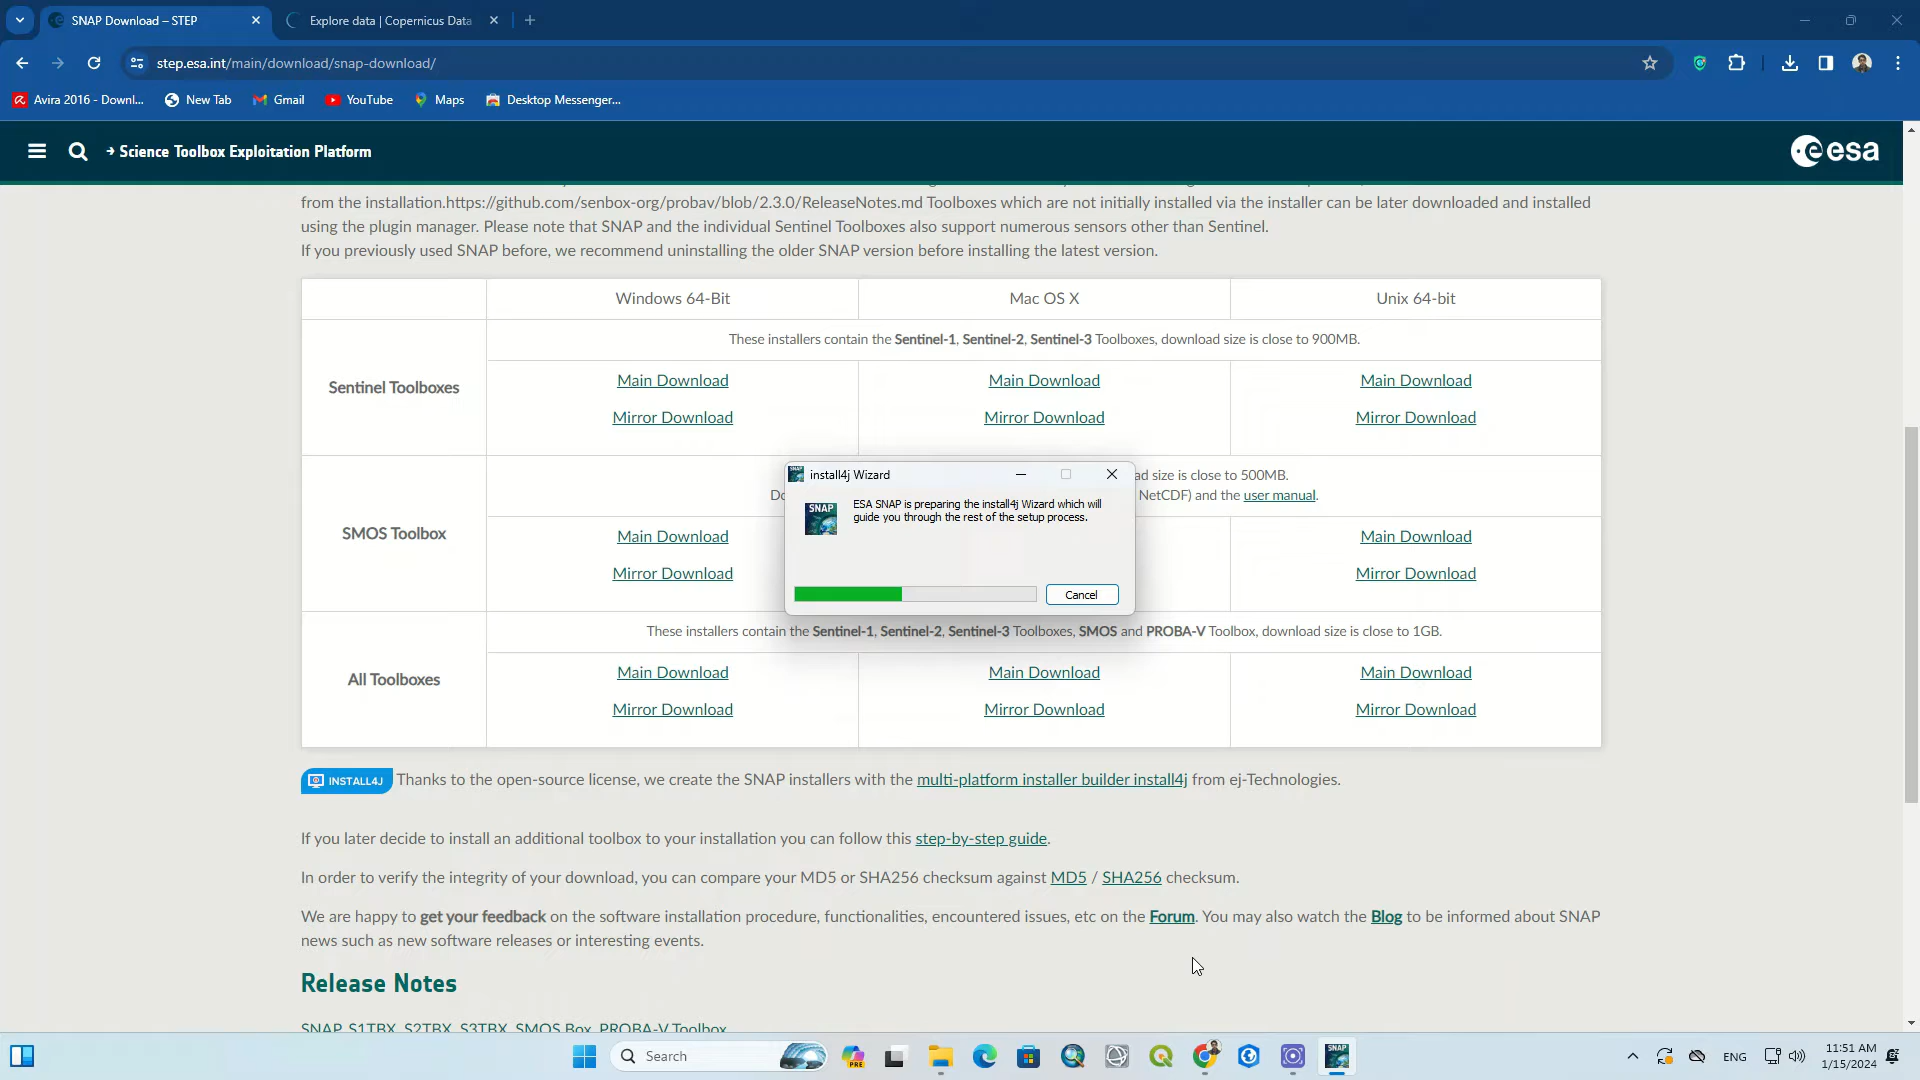 SNAP Download – STEP
Explore data | Copernicus Data
step.esa.int/main/download/snap-download/
Avira 2016 - Downl...
New Tab
Gmail
YouTube
Maps
Desktop Messenger...
Science Toolbox Exploitation Platform
esa
from the installation.https://github.com/senbox-org/probav/blob/2.3.0/ReleaseNotes.md Toolboxes which are not initially installed via the installer can be later downloaded and installed
using the plugin manager. Please note that SNAP and the individual Sentinel Toolboxes also support numerous sensors other than Sentinel.
If you previously used SNAP before, we recommend uninstalling the older SNAP version before installing the latest version.
Windows 64-Bit
Mac OS X
Unix 64-bit
Sentinel Toolboxes
These installers contain the Sentinel-1, Sentinel-2, Sentinel-3 Toolboxes, download size is close to 900MB.
Main Download
Main Download
Main Download
Mirror Download
Mirror Download
Mirror Download
SMOS Toolbox
ad size is close to 500MB.
Do
NetCDF) and the user manual.
Main Download
Main Download
Mirror Download
Mirror Download
install4j Wizard
SNAP
ESA SNAP is preparing the install4j Wizard which will
guide you through the rest of the setup process.
Cancel
All Toolboxes
These installers contain the Sentinel-1, Sentinel-2, Sentinel-3 Toolboxes, SMOS and PROBA-V Toolbox, download size is close to 1GB.
Main Download
Main Download
Main Download
Mirror Download
Mirror Download
Mirror Download
INSTALL4J Thanks to the open-source license, we create the SNAP installers with the multi-platform installer builder install4j from ej-Technologies.
If you later decide to install an additional toolbox to your installation you can follow this step-by-step guide.
In order to verify the integrity of your download, you can compare your MD5 or SHA256 checksum against MD5 / SHA256 checksum.
We are happy to get your feedback on the software installation procedure, functionalities, encountered issues, etc on the Forum. You may also watch the Blog to be informed about SNAP
news such as new software releases or interesting events.
Release Notes
SNAP, S1TBX, S2TBX, S3TBX, SMOS Box, PROBA-V Toolbox
Search
PRE
SNAP
ENG
11:51 AM
1/15/2024